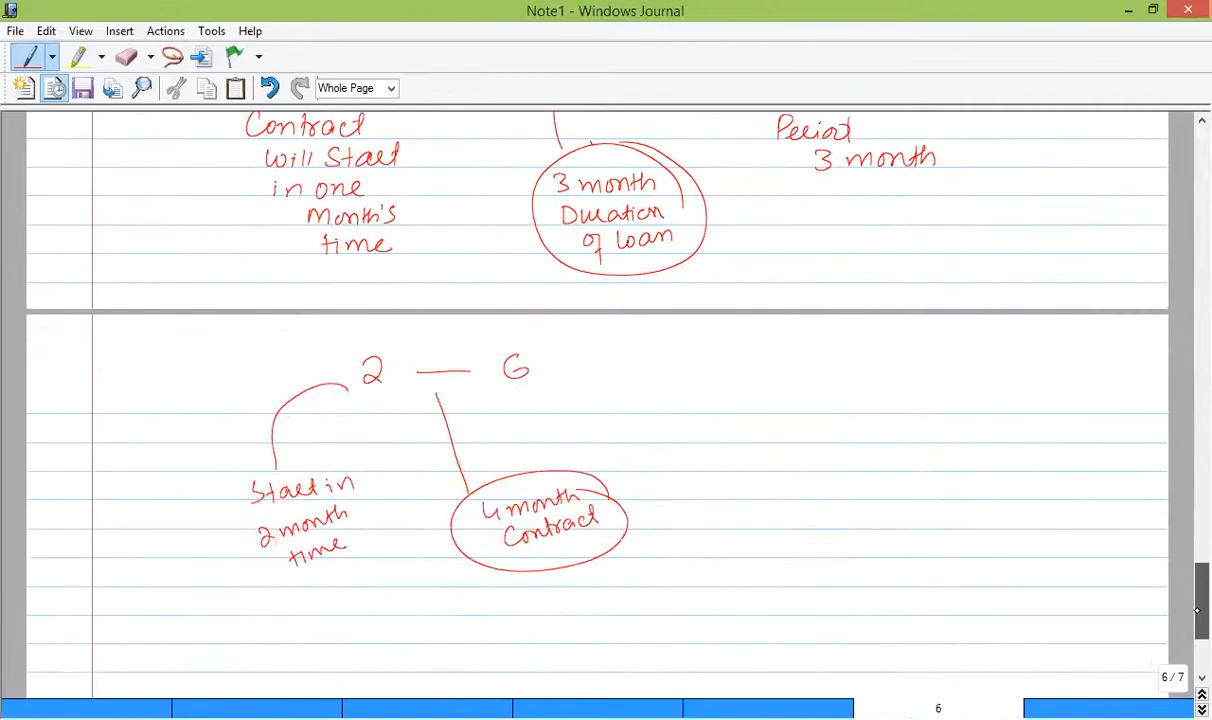 Note1 - Windows Journal
File Edit View Insert Actions Tools Help
Whole Page
Contract
will Start
in one
Month's
time
3 month
Duration
of loan
Period
3 month
2 — 6
Start in
2 month
time
4 month
Contract
6 / 7
6